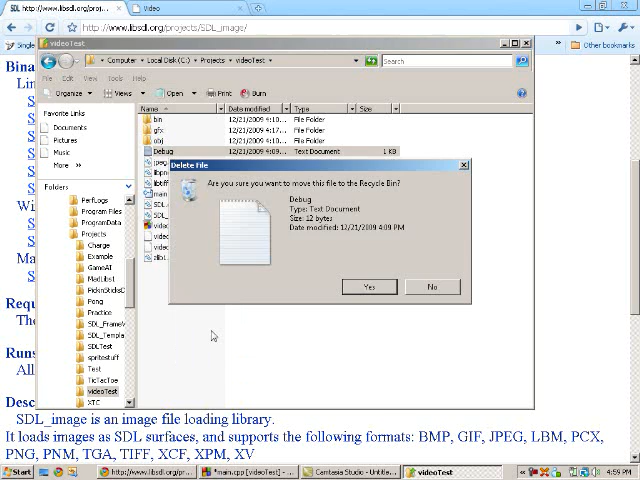 SDL http://www.libsdl.org/projec
Video
http://www.libsdl.org/projects/SDL_image/
Other bookmarks
videoTest
Computer Local Disk (C:) Projects videoTest
Search
File Edit View Tools Help
Organize Views Open Print Burn
Favorite Links
Documents
Pictures
Music
More »
Folders
PerfLogs
Program Files
ProgramData
Projects
Charge
Example
GameAI
MadLibs1
Pong
Practice
SDLTest
spritestuff
Test
TicTacToe
videoTest
XTC
Name Date modified Type Size
bin 12/21/2009 4:10... File Folder
gfx 12/21/2009 4:17... File Folder
obj 12/21/2009 4:10... File Folder
Debug 12/21/2009 4:09... Text Document 1 KB
Delete File
Are you sure you want to move this file to the Recycle Bin?
Debug
Type: Text Document
Size: 12 bytes
Date modified: 12/21/2009 4:09 PM
Yes No
SDL_image is an image file loading library.
It loads images as SDL surfaces, and supports the following formats: BMP, GIF, JPEG, LBM, PCX,
PNG, PNM, TGA, TIFF, XCF, XPM, XV
Start http://www.libsdl.org/pr... *main.cpp [videoTest] ... Camtasia Studio - Untitle... videoTest 4:59 PM